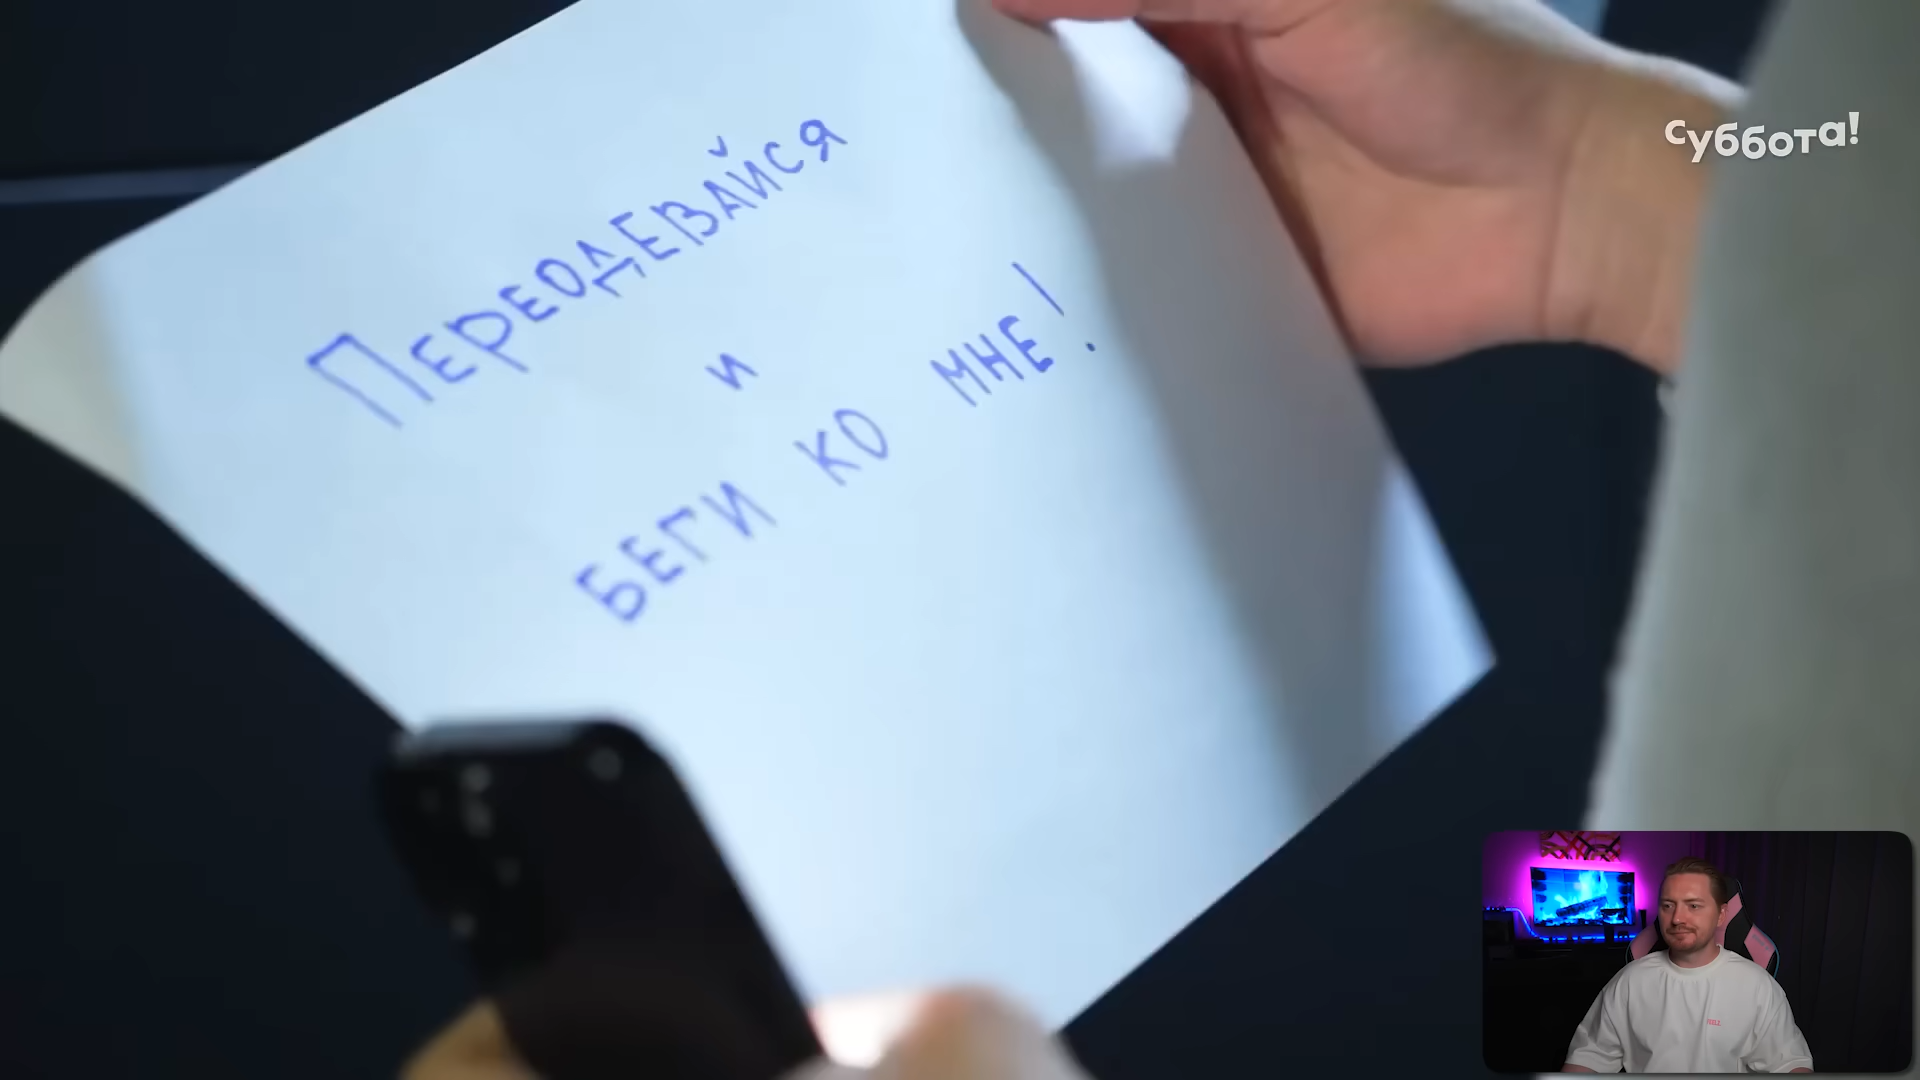 Суббота!
Переодевайся
и
беги ко мне!